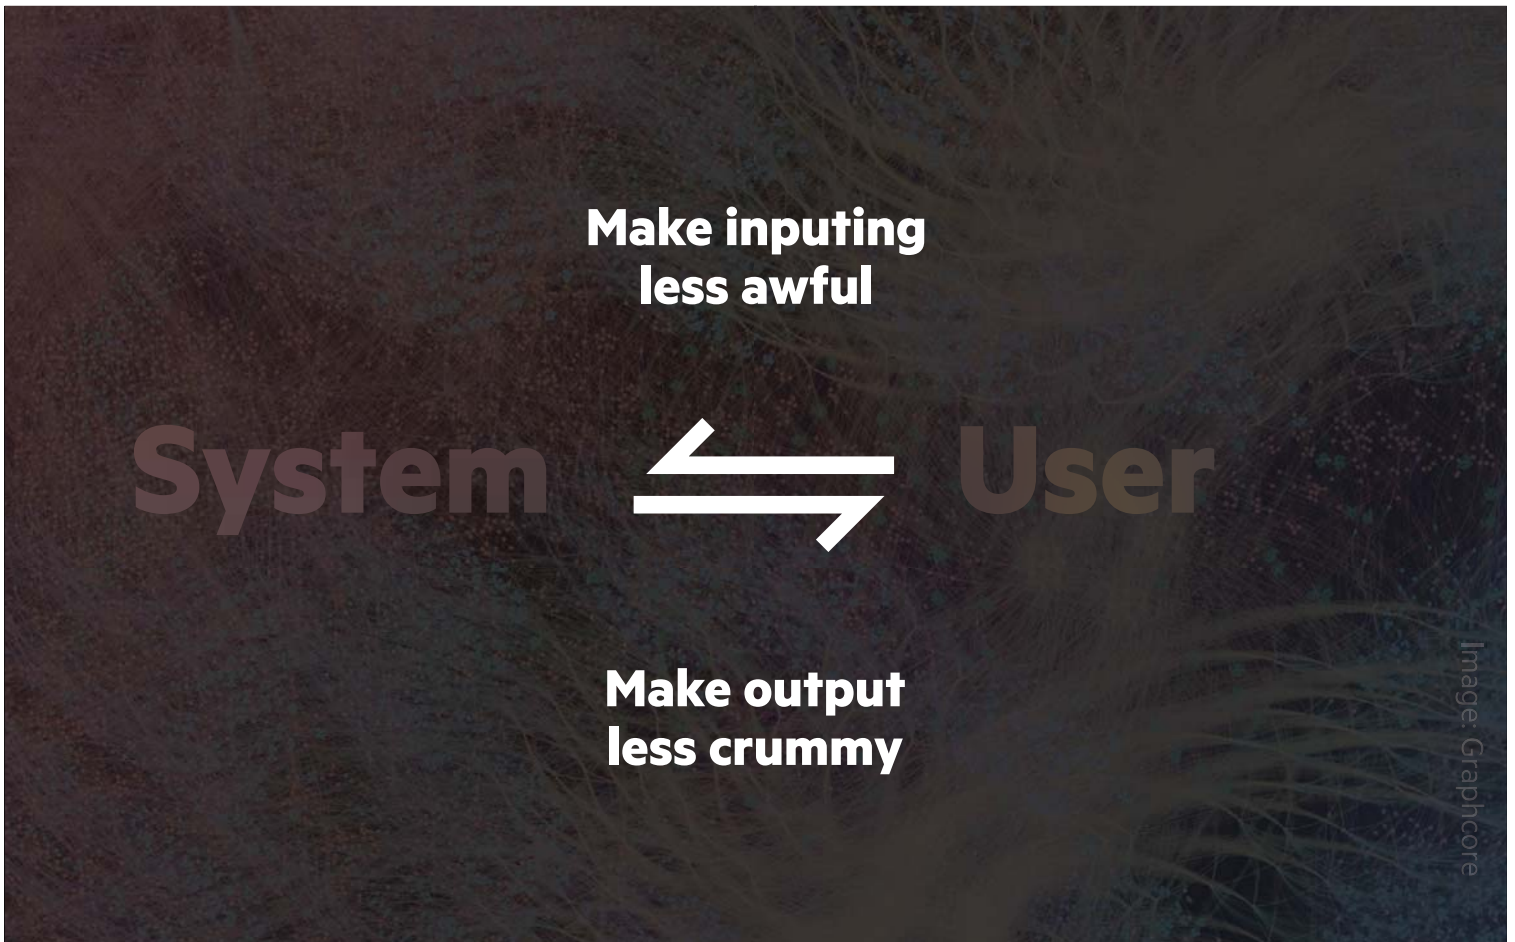 Make inputing
less awful
System
User
Make output
less crummy
Image: Graphcore